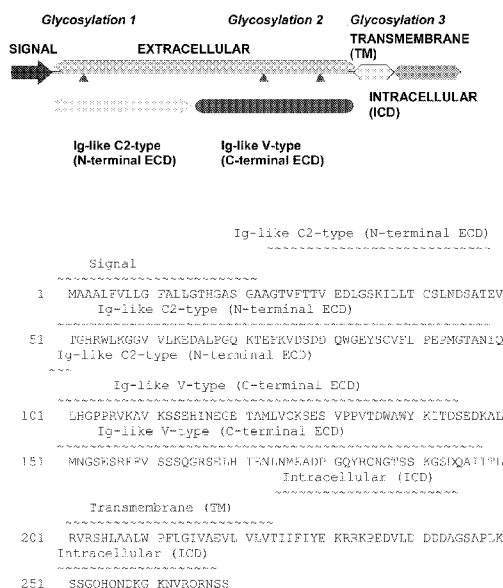 Glycosylation 1 Glycosylation 2 Glycosylation 3
SIGNAL EXTRACELLULAR TRANSMEMBRANE
(TM)
INTRACELLULAR
(ICD)
Ig-like C2-type Ig-like V-type
(N-terminal ECD) (C-terminal ECD)
Ig-like C2-type (N-terminal ECD)
Signal
1 MAAALFVLLG FALLGTHGAS GAAGTVFTTV EDLGSKILLT CSLNDSATEV
Ig-like C2-type (N-terminal ECD)
51 TGHRWLKGGV VLKEDALPGQ KTEFKVDSDD QWGEYSCVFL PEPMGTANIQ
Ig-like C2-type (N-terminal ECD)
Ig-like V-type (C-terminal ECD)
101 LHGPPRVKAV KSSEHINEGE TAMLVCKSES VPPVTDWAWY KITDSEDKAL
Ig-like V-type (C-terminal ECD)
151 MNGSESRFFV SSSQGRSELH IENLNMEADP GQYRCNGTSS KGSDQAIITL
Intracellular (ICD)
Transmembrane (TM)
201 RVRSHLAALW PFLGIVAEVL VLVTIIFIYE KRRKPEDVLD DDDAGSAPLK
Intracellular (ICD)
251 SSGQHQNDKG KNVRQRNSS